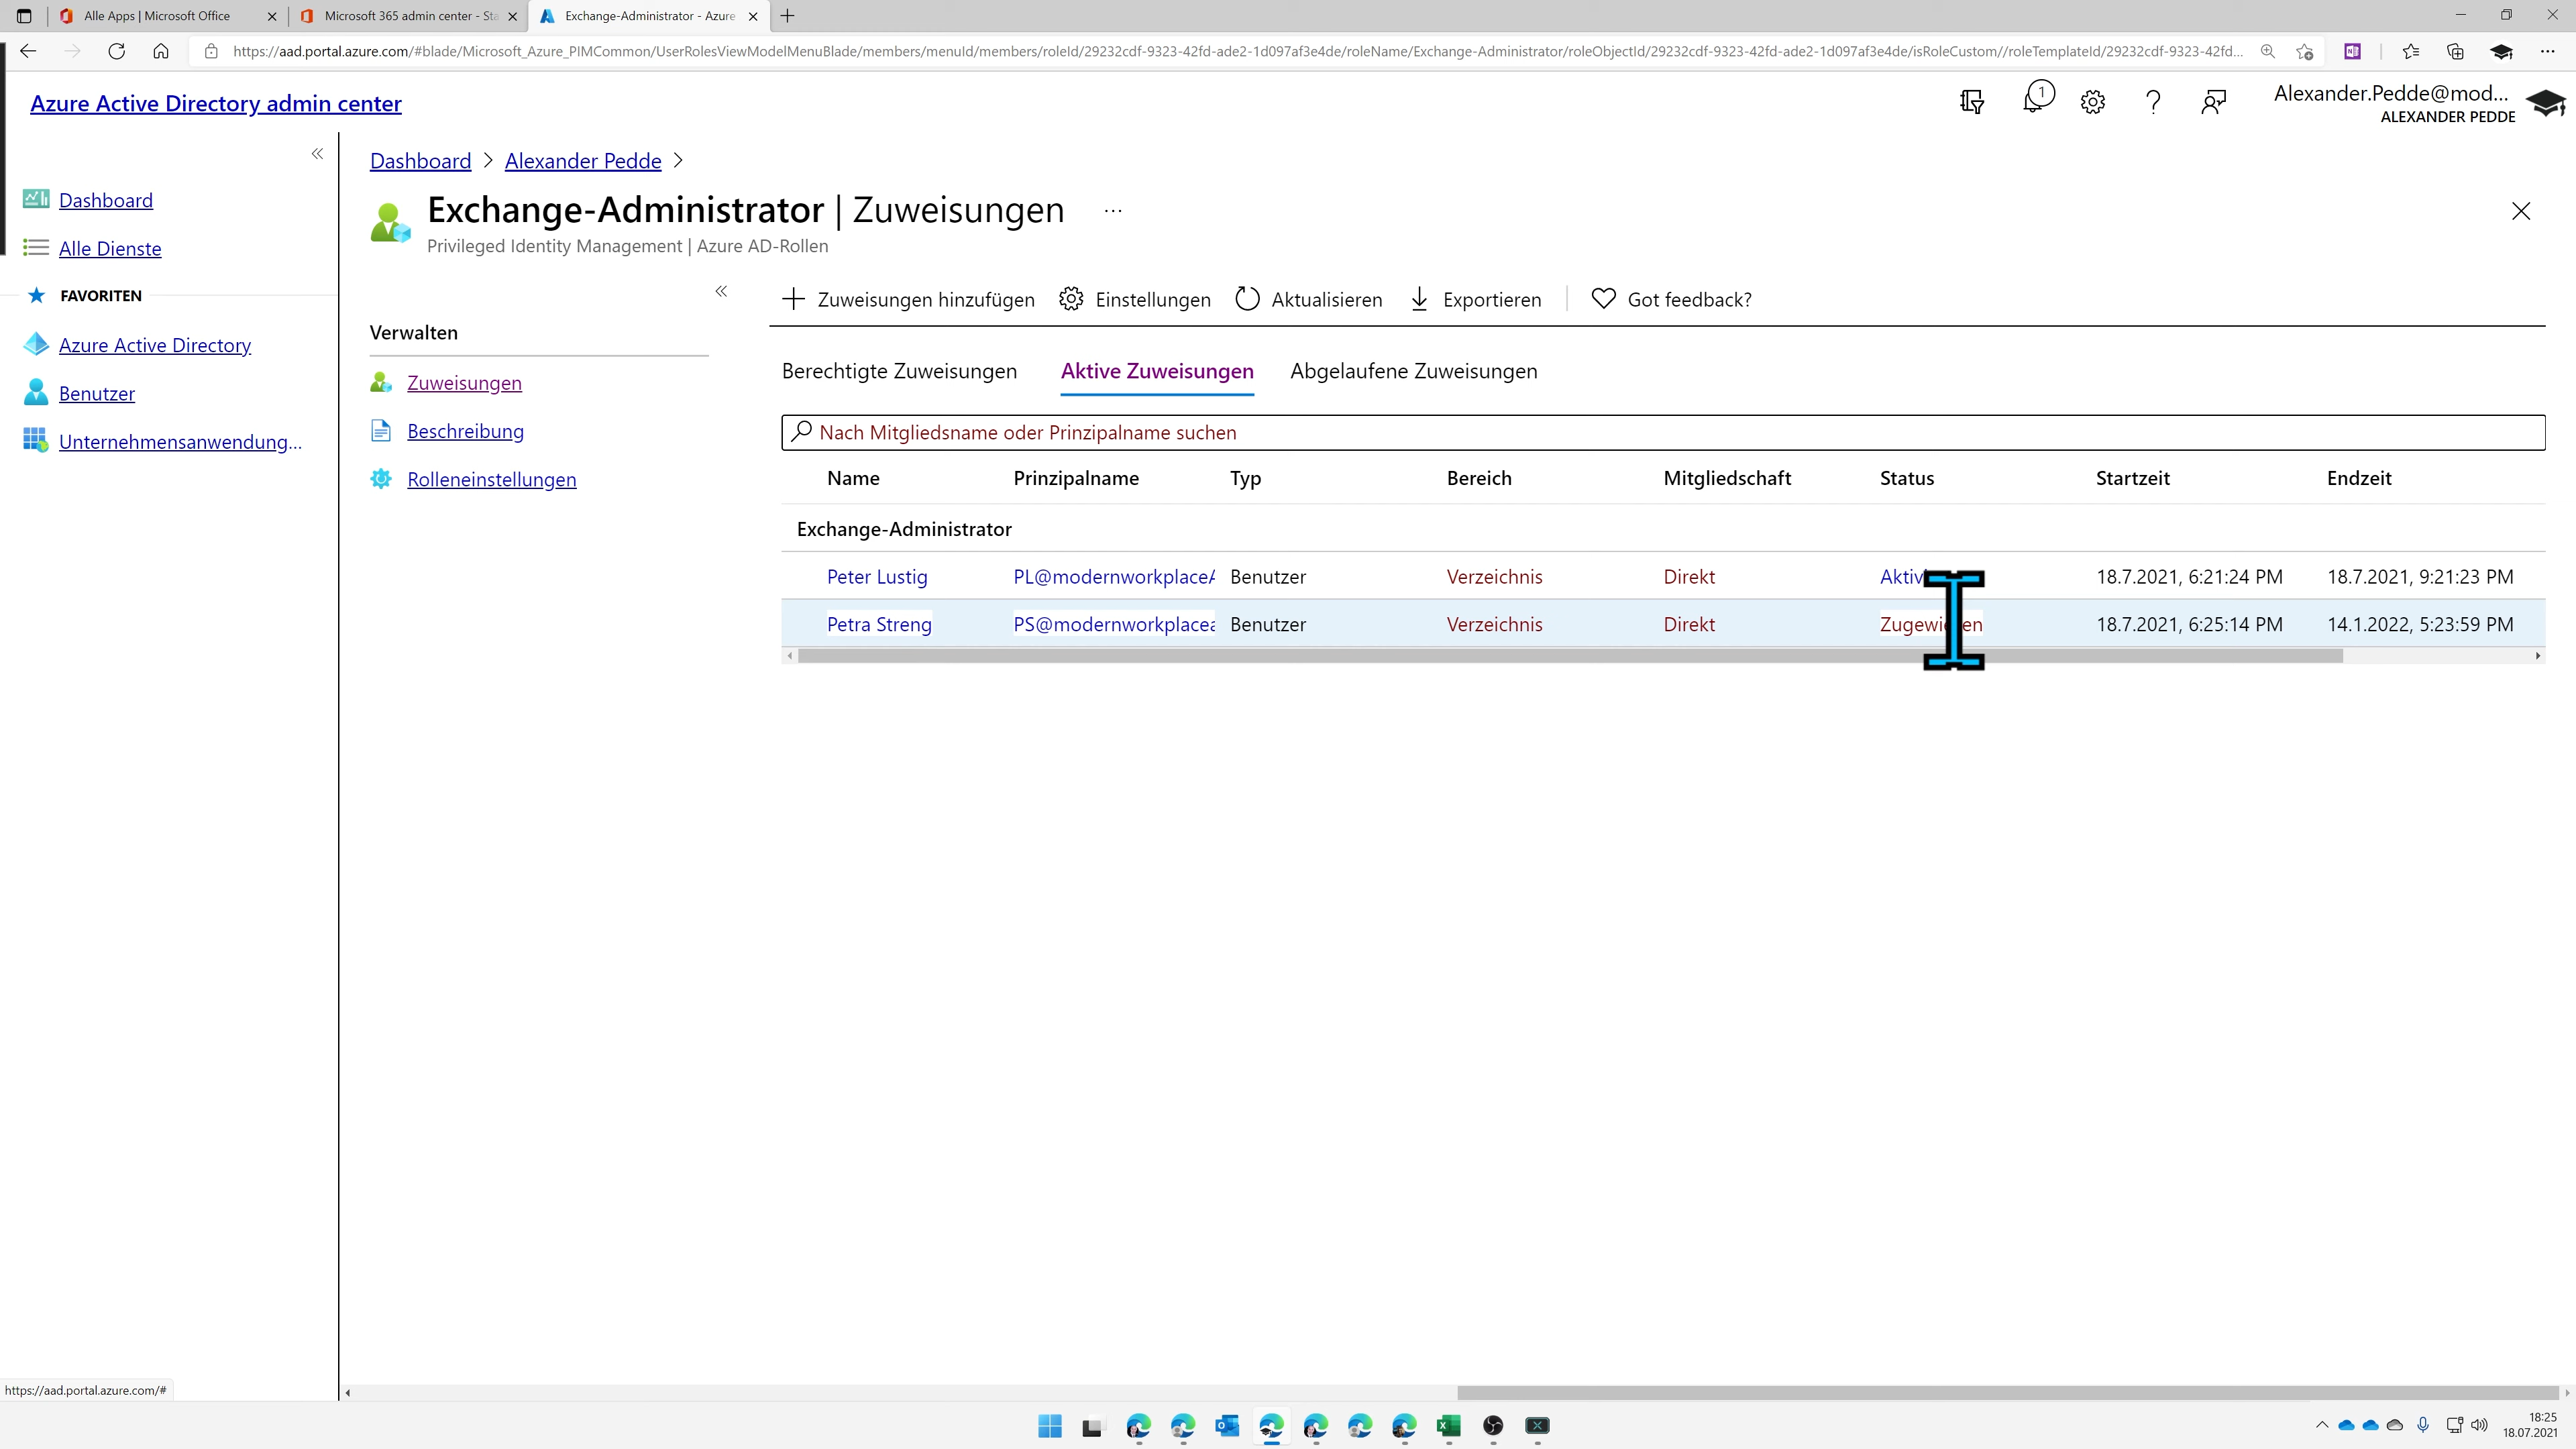 Alle Apps | Microsoft Office
Microsoft 365 admin center - Sta
Exchange-Administrator - Azure
https://aad.portal.azure.com/#blade/Microsoft_Azure_PIMCommon/UserRolesViewModelMenuBlade/members/menuId/members/roleId/29232cdf-9323-42fd-ade2-1d097af3e4de/roleName/Exchange-Administrator/roleObjectId/29232cdf-9323-42fd-ade2-1d097af3e4de/isRoleCustom//roleTemplateId/29232cdf-9323-42fd...
Azure Active Directory admin center
1
Alexander.Pedde@mod...
ALEXANDER PEDDE
Dashboard
Alle Dienste
FAVORITEN
Azure Active Directory
Benutzer
Unternehmensanwendung...
Dashboard > Alexander Pedde >
Exchange-Administrator | Zuweisungen ...
Privileged Identity Management | Azure AD-Rollen
Verwalten
Zuweisungen
Beschreibung
Rolleneinstellungen
Zuweisungen hinzufügen Einstellungen Aktualisieren Exportieren Got feedback?
Berechtigte Zuweisungen Aktive Zuweisungen Abgelaufene Zuweisungen
Nach Mitgliedsname oder Prinzipalname suchen
Name Prinzipalname Typ Bereich Mitgliedschaft Status Startzeit Endzeit
Exchange-Administrator
Peter Lustig PL@modernworkplaceA Benutzer Verzeichnis Direkt 18.7.2021, 6:21:24 PM 18.7.2021, 9:21:23 PM
Petra Streng PS@modernworkplacea Benutzer Verzeichnis Direkt Zugewiesen 18.7.2021, 6:25:14 PM 14.1.2022, 5:23:59 PM
https://aad.portal.azure.com/#
18:25
18.07.2021